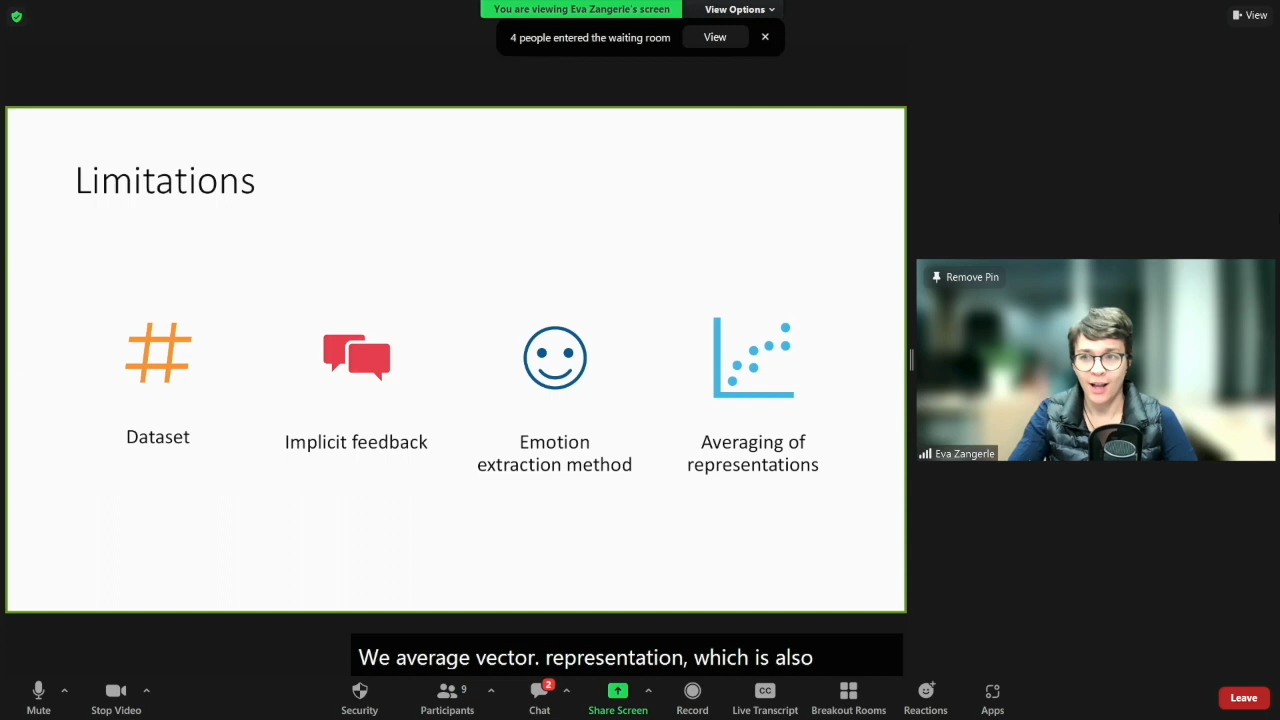 You are viewing Eva Zangerle's screen
View Options
View
4 people entered the waiting room
View
Limitations
Remove Pin
Dataset
Implicit feedback
Emotion
extraction method
Averaging of
representations
Eva Zangerle
We average vector. representation, which is also
Mute
Stop Video
Security
9
Participants
2
Chat
Share Screen
Record
CC
Live Transcript
Breakout Rooms
Reactions
Apps
Leave